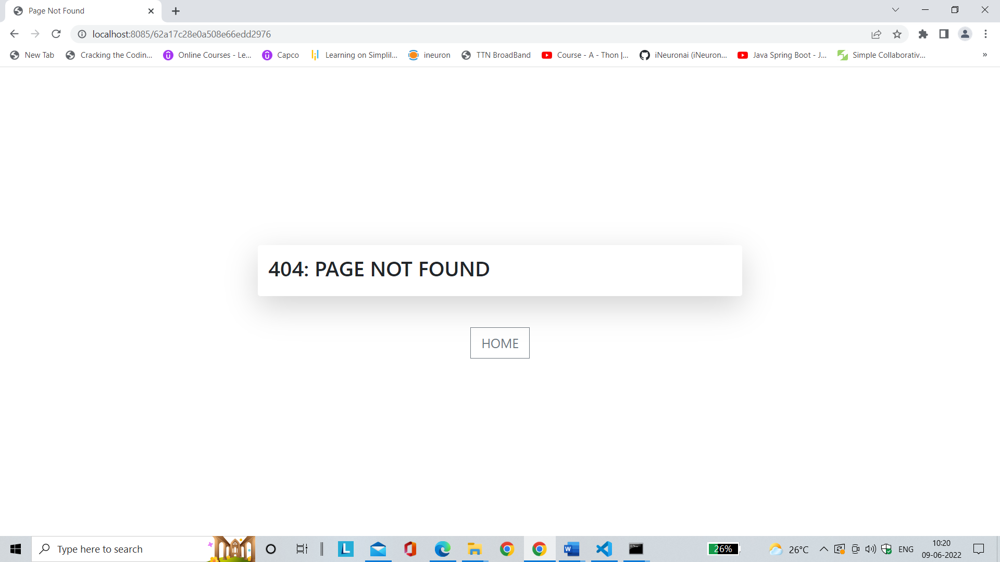 Page Not Found
localhost:8085/62a17c28e0a508e66edd2976
New Tab Cracking the Codin... Online Courses - Le... Capco Learning on Simplil... ineuron TTN BroadBand Course - A - Thon |... iNeuronai (iNeuron... Java Spring Boot - J... Simple Collaborativ... »
404: PAGE NOT FOUND
HOME
Type here to search 26% 26°C ENG 10:20
09-06-2022